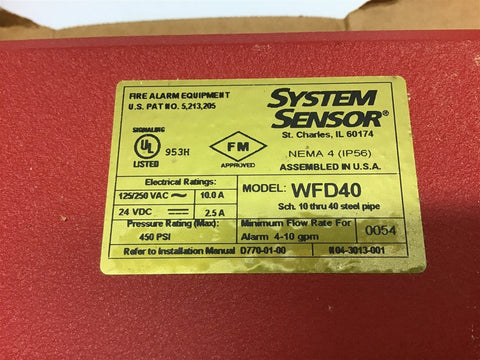 FIRE ALARM EQUIPMENT
U.S. PAT NO. 5,213,205
SYSTEM
SENSOR®
St. Charles, IL 60174
SIGNALING
UL
953H
LISTED
FM
APPROVED
NEMA 4 (IP56)
ASSEMBLED IN U.S.A.
Electrical Ratings:
125/250 VAC 10.0 A
24 VDC 2.5 A
Pressure Rating (Max):
450 PSI
MODEL: WFD40
Sch. 10 thru 40 steel pipe
Minimum Flow Rate For
Alarm 4-10 gpm
0054
Refer to Installation Manual D770-01-00
N04-3013-001